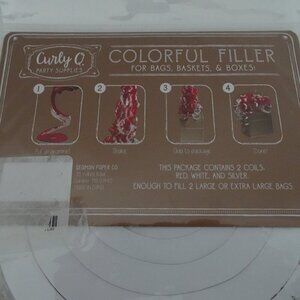 Curly Q.
PARTY SUPPLIES
COLORFUL FILLER
FOR BAGS, BASKETS, & BOXES!
1
2
3
4
Shake
Done!
DESIGN PAPER CO
THIS PACKAGE CONTAINS 2 COILS.
RED, WHITE, AND SILVER.
ENOUGH TO FILL 2 LARGE OR EXTRA LARGE BAGS.